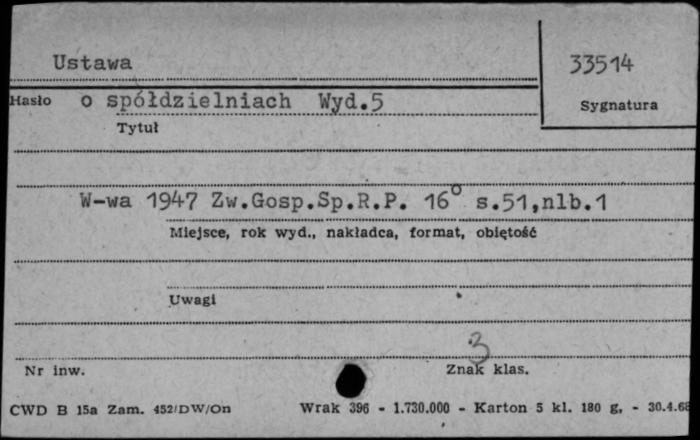 Ustawa
33514
Hasło o spółdzielniach Wyd.5
Sygnatura
Tytuł
W-wa 1947 Zw.Gosp.Sp.R.P. 16° s.51,nlb.1
Miejsce, rok wyd., nakładca, format, objętość
Uwagi
3
Nr inw.
Znak klas.
CWD B 15a Zam. 452/DW/On Wrak 396 - 1.730.000 - Karton 5 kl. 180 g, - 30.4.68